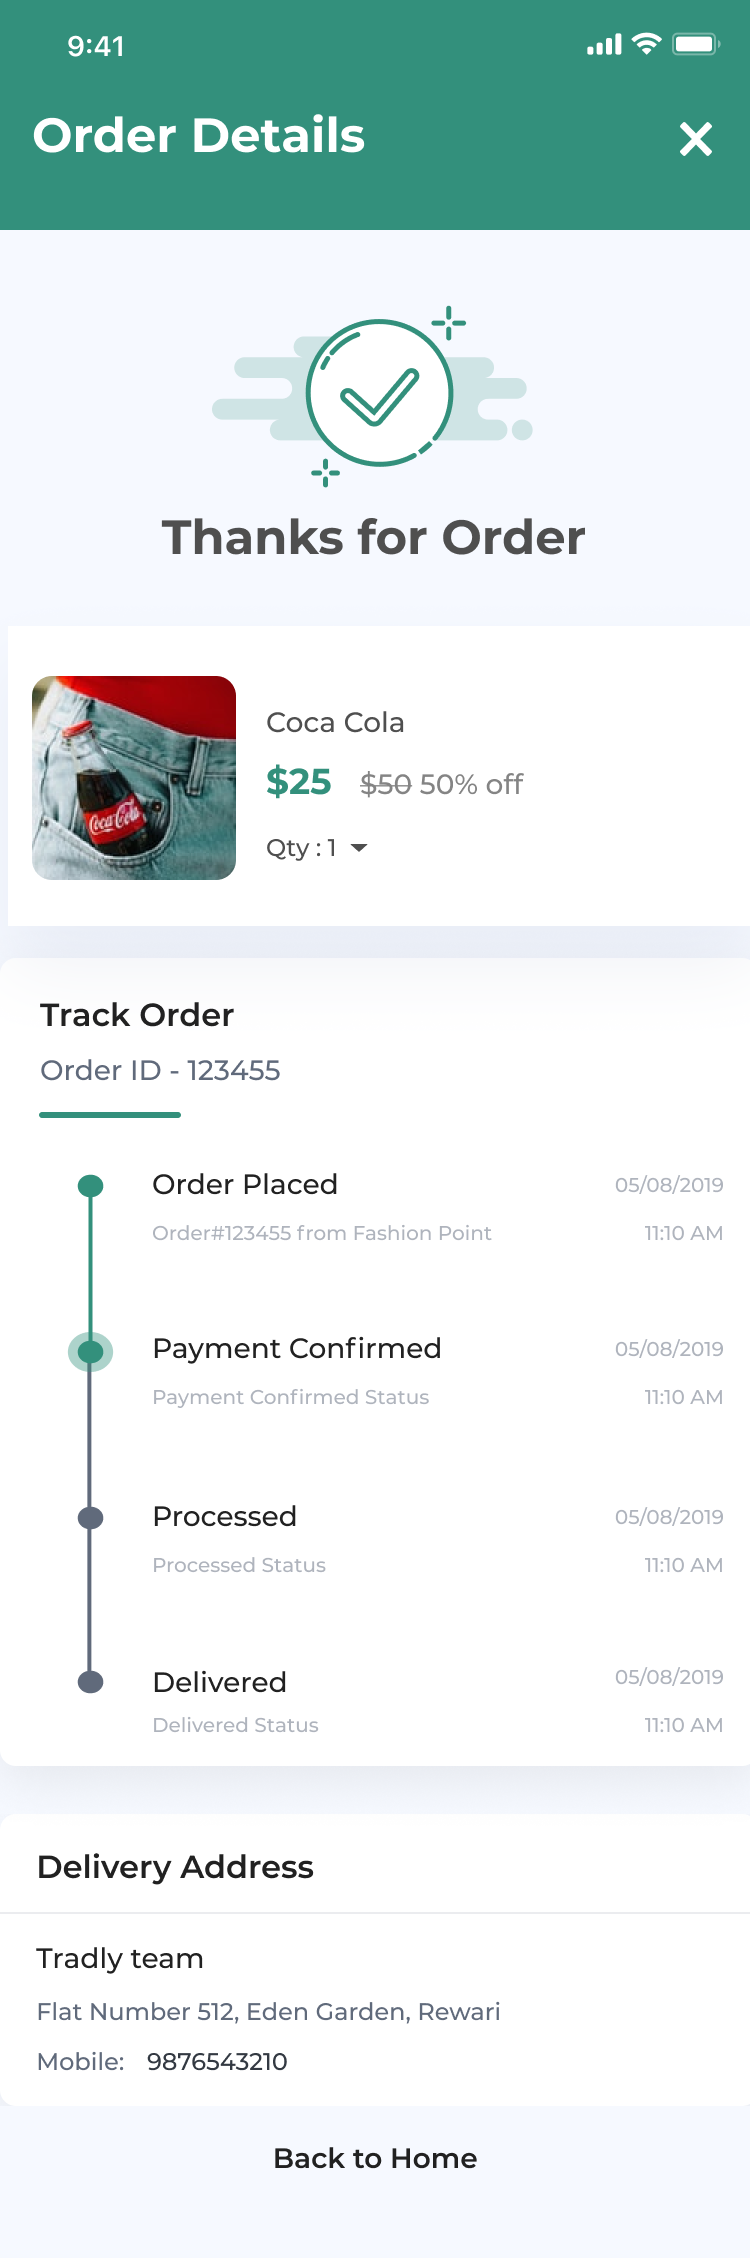 9:41
Order Details
Thanks for Order
Coca-Cola
Coca Cola
$25 $50 50% off
Qty : 1
Track Order
Order ID - 123455
Order Placed 05/08/2019
Order#123455 from Fashion Point 11:10 AM
Payment Confirmed 05/08/2019
Payment Confirmed Status 11:10 AM
Processed 05/08/2019
Processed Status 11:10 AM
Delivered 05/08/2019
Delivered Status 11:10 AM
Delivery Address
Tradly team
Flat Number 512, Eden Garden, Rewari
Mobile: 9876543210
Back to Home